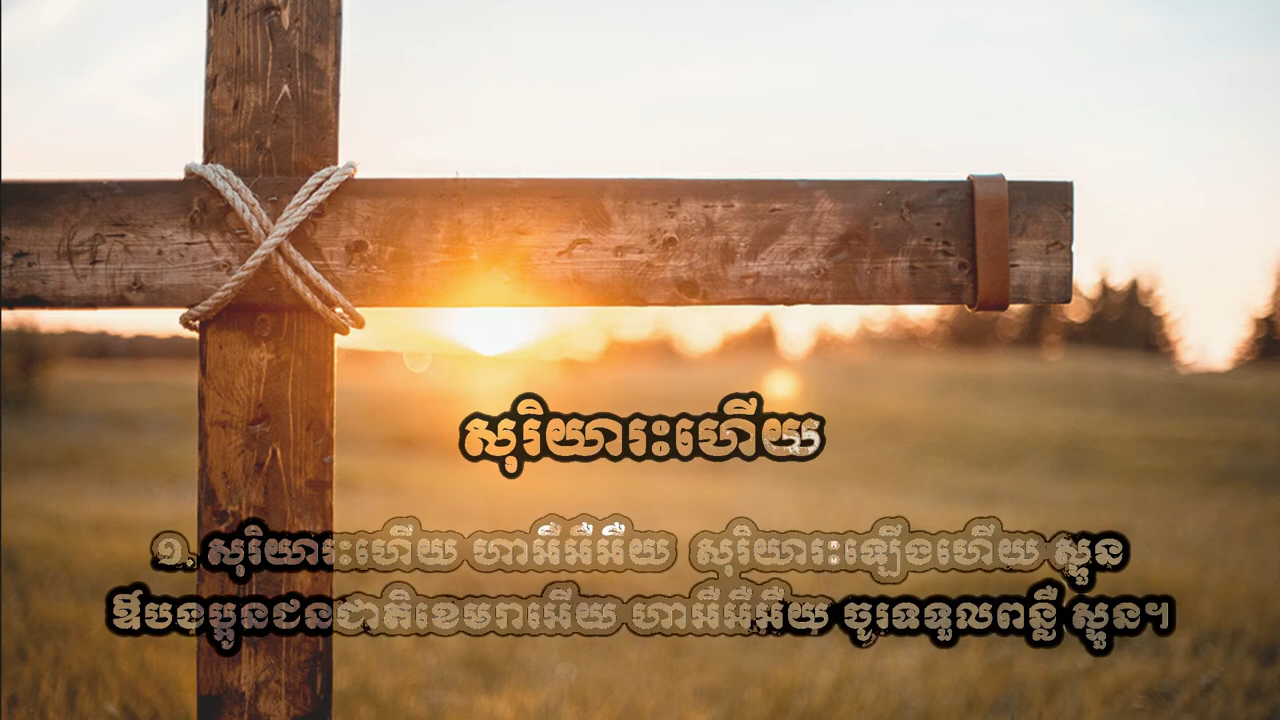 សុរិយារះហើយ
១. សុរិយារះហើយ ហាអឺអឺអឺយ សុរិយារះឡើងហើយ ស្ទួន
ឱបងប្អូនជនជាតិខេមរាអើយ ហាអឺអឺអឺយ ចូរទទួលពន្លឺ ស្ទួន។